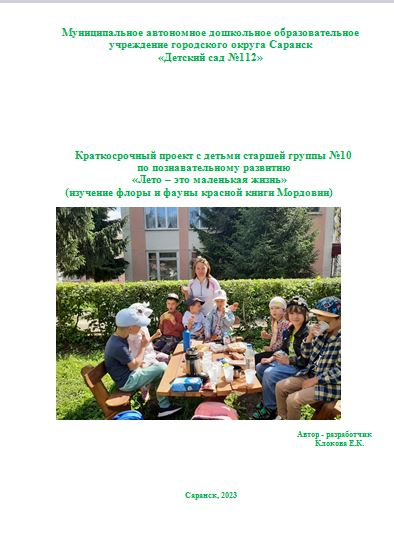 Муниципальное автономное дошкольное образовательное
учреждение городского округа Саранск
«Детский сад №112»
Краткосрочный проект с детьми старшей группы №10
по познавательному развитию
«Лето – это маленькая жизнь»
(изучение флоры и фауны красной книги Мордовии)
Автор - разработчик
Клокова Е.К.
Саранск, 2023